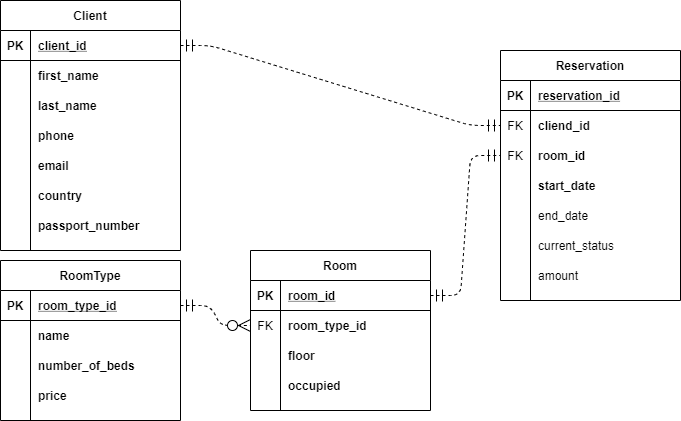 Client
PK client_id
first_name
last_name
phone
email
country
passport_number
Reservation
PK reservation_id
FK cliend_id
FK room_id
start_date
end_date
current_status
amount
RoomType
PK room_type_id
name
number_of_beds
price
Room
PK room_id
FK room_type_id
floor
occupied